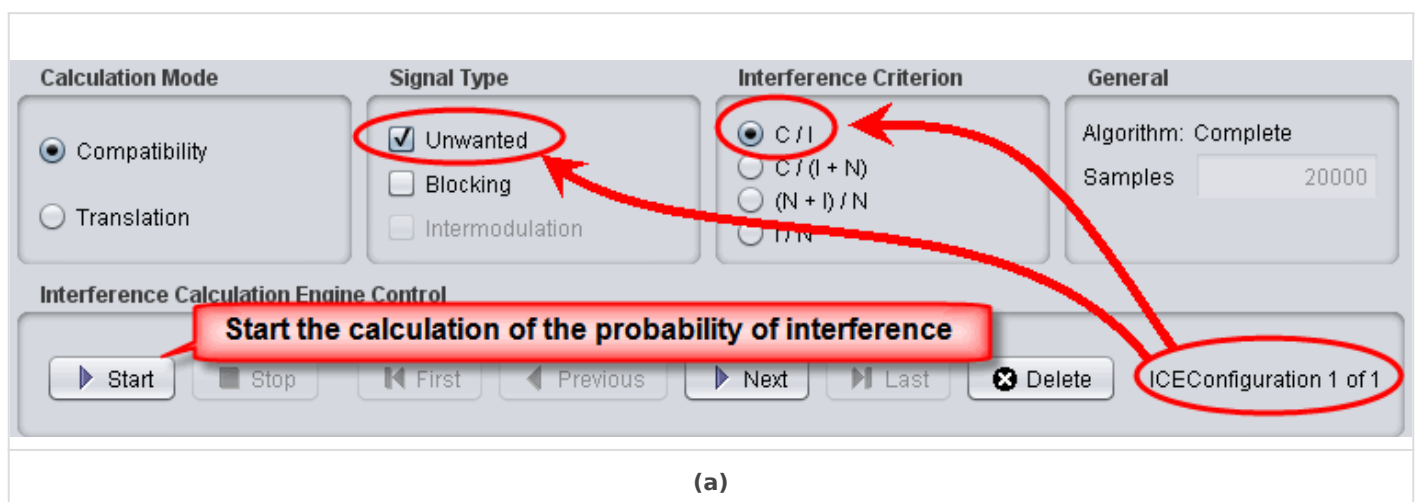 Calculation Mode Signal Type Interference Criterion General
Compatibility Unwanted C / I Algorithm: Complete
Blocking C / (I + N) Samples 20000
Translation (N + I) / N
Intermodulation I / N
Interference Calculation Engine Control
Start the calculation of the probability of interference
Start Stop First Previous Next Last Delete ICEConfiguration 1 of 1
(a)